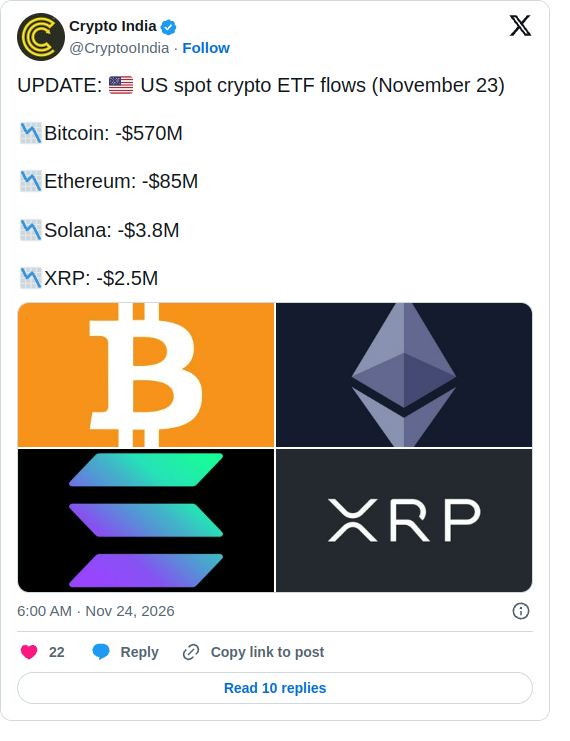 Crypto India
@CryptooIndia · Follow
UPDATE: 🇺🇸 US spot crypto ETF flows (November 23)
📉Bitcoin: -$570M
📉Ethereum: -$85M
📉Solana: -$3.8M
📉XRP: -$2.5M
XRP
6:00 AM · Nov 24, 2026
22 Reply Copy link to post
Read 10 replies